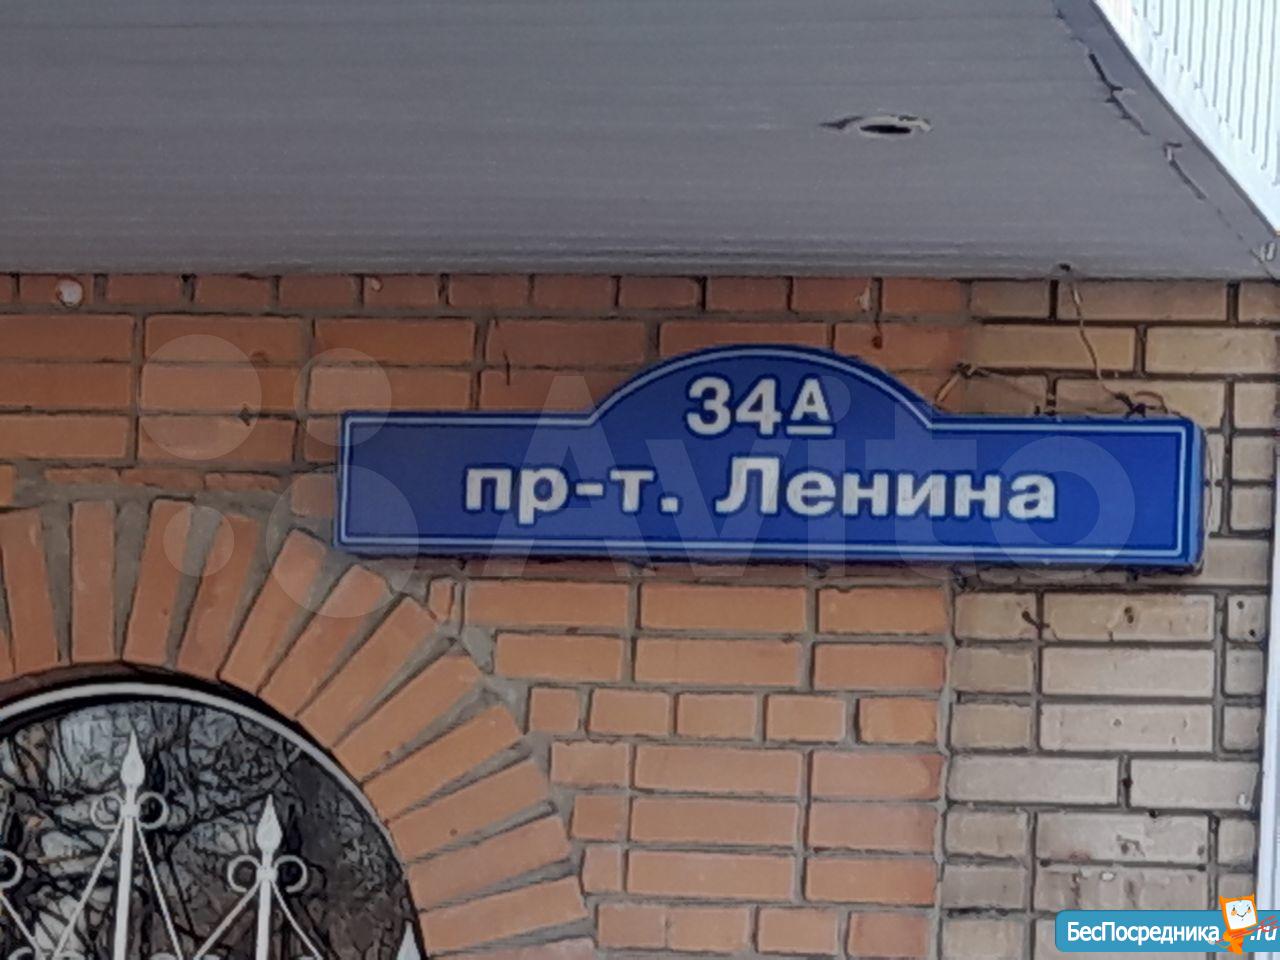 34А
пр-т. Ленина
Avito
БесПосредника.ru